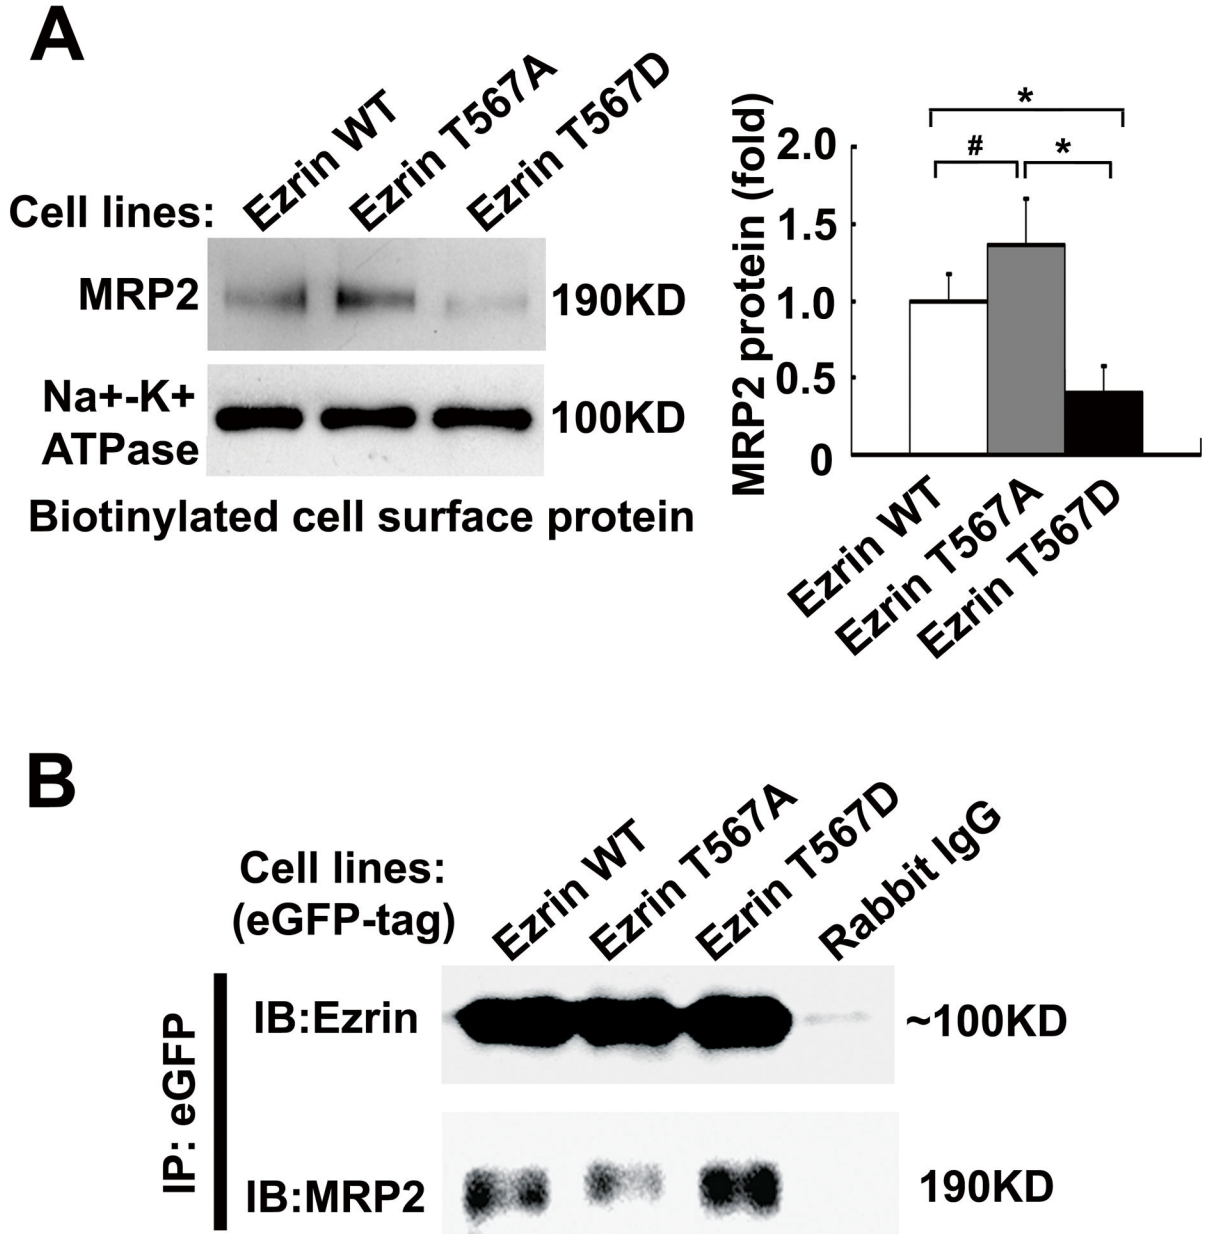 A
Cell lines:
Ezrin WT
Ezrin T567A
Ezrin T567D
MRP2
190KD
Na+-K+
ATPase
100KD
Biotinylated cell surface protein
MRP2 protein (fold)
2.0
1.5
1.0
0.5
0
*
#
*
Ezrin WT
Ezrin T567A
Ezrin T567D
B
Cell lines:
(eGFP-tag)
Ezrin WT
Ezrin T567A
Ezrin T567D
Rabbit IgG
IP: eGFP
IB:Ezrin
~100KD
IB:MRP2
190KD